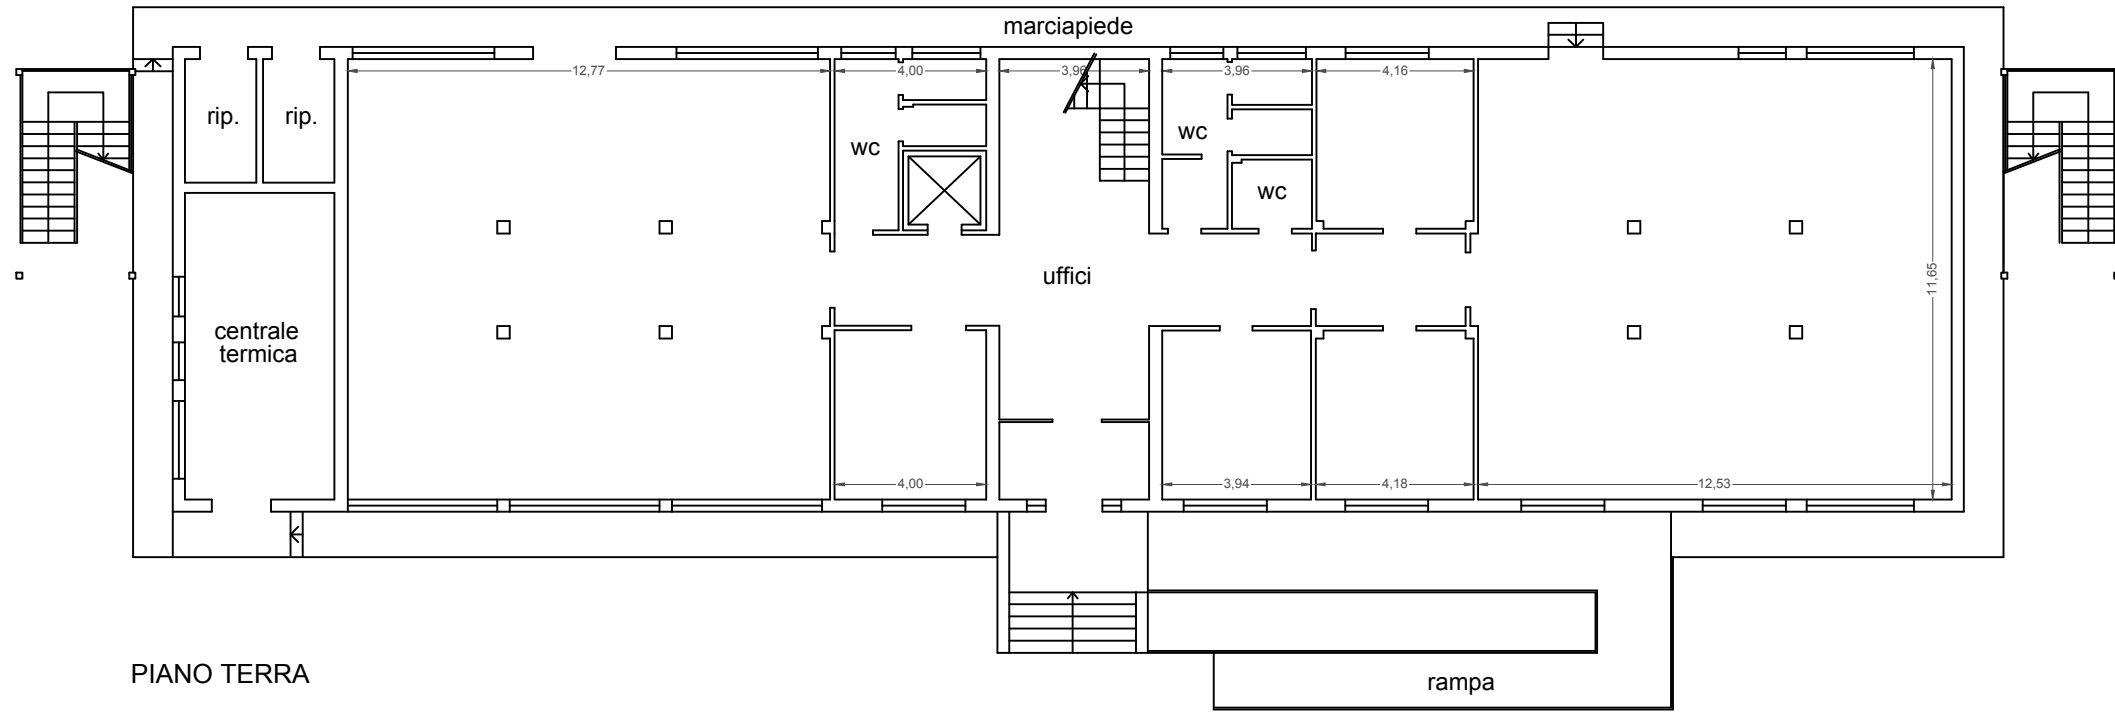 marciapiede
12,77
4,00
3,96
3,96
4,16
rip.
rip.
wc
wc
wc
uffici
11,65
centrale
termica
4,00
3,94
4,18
12,53
PIANO TERRA
rampa